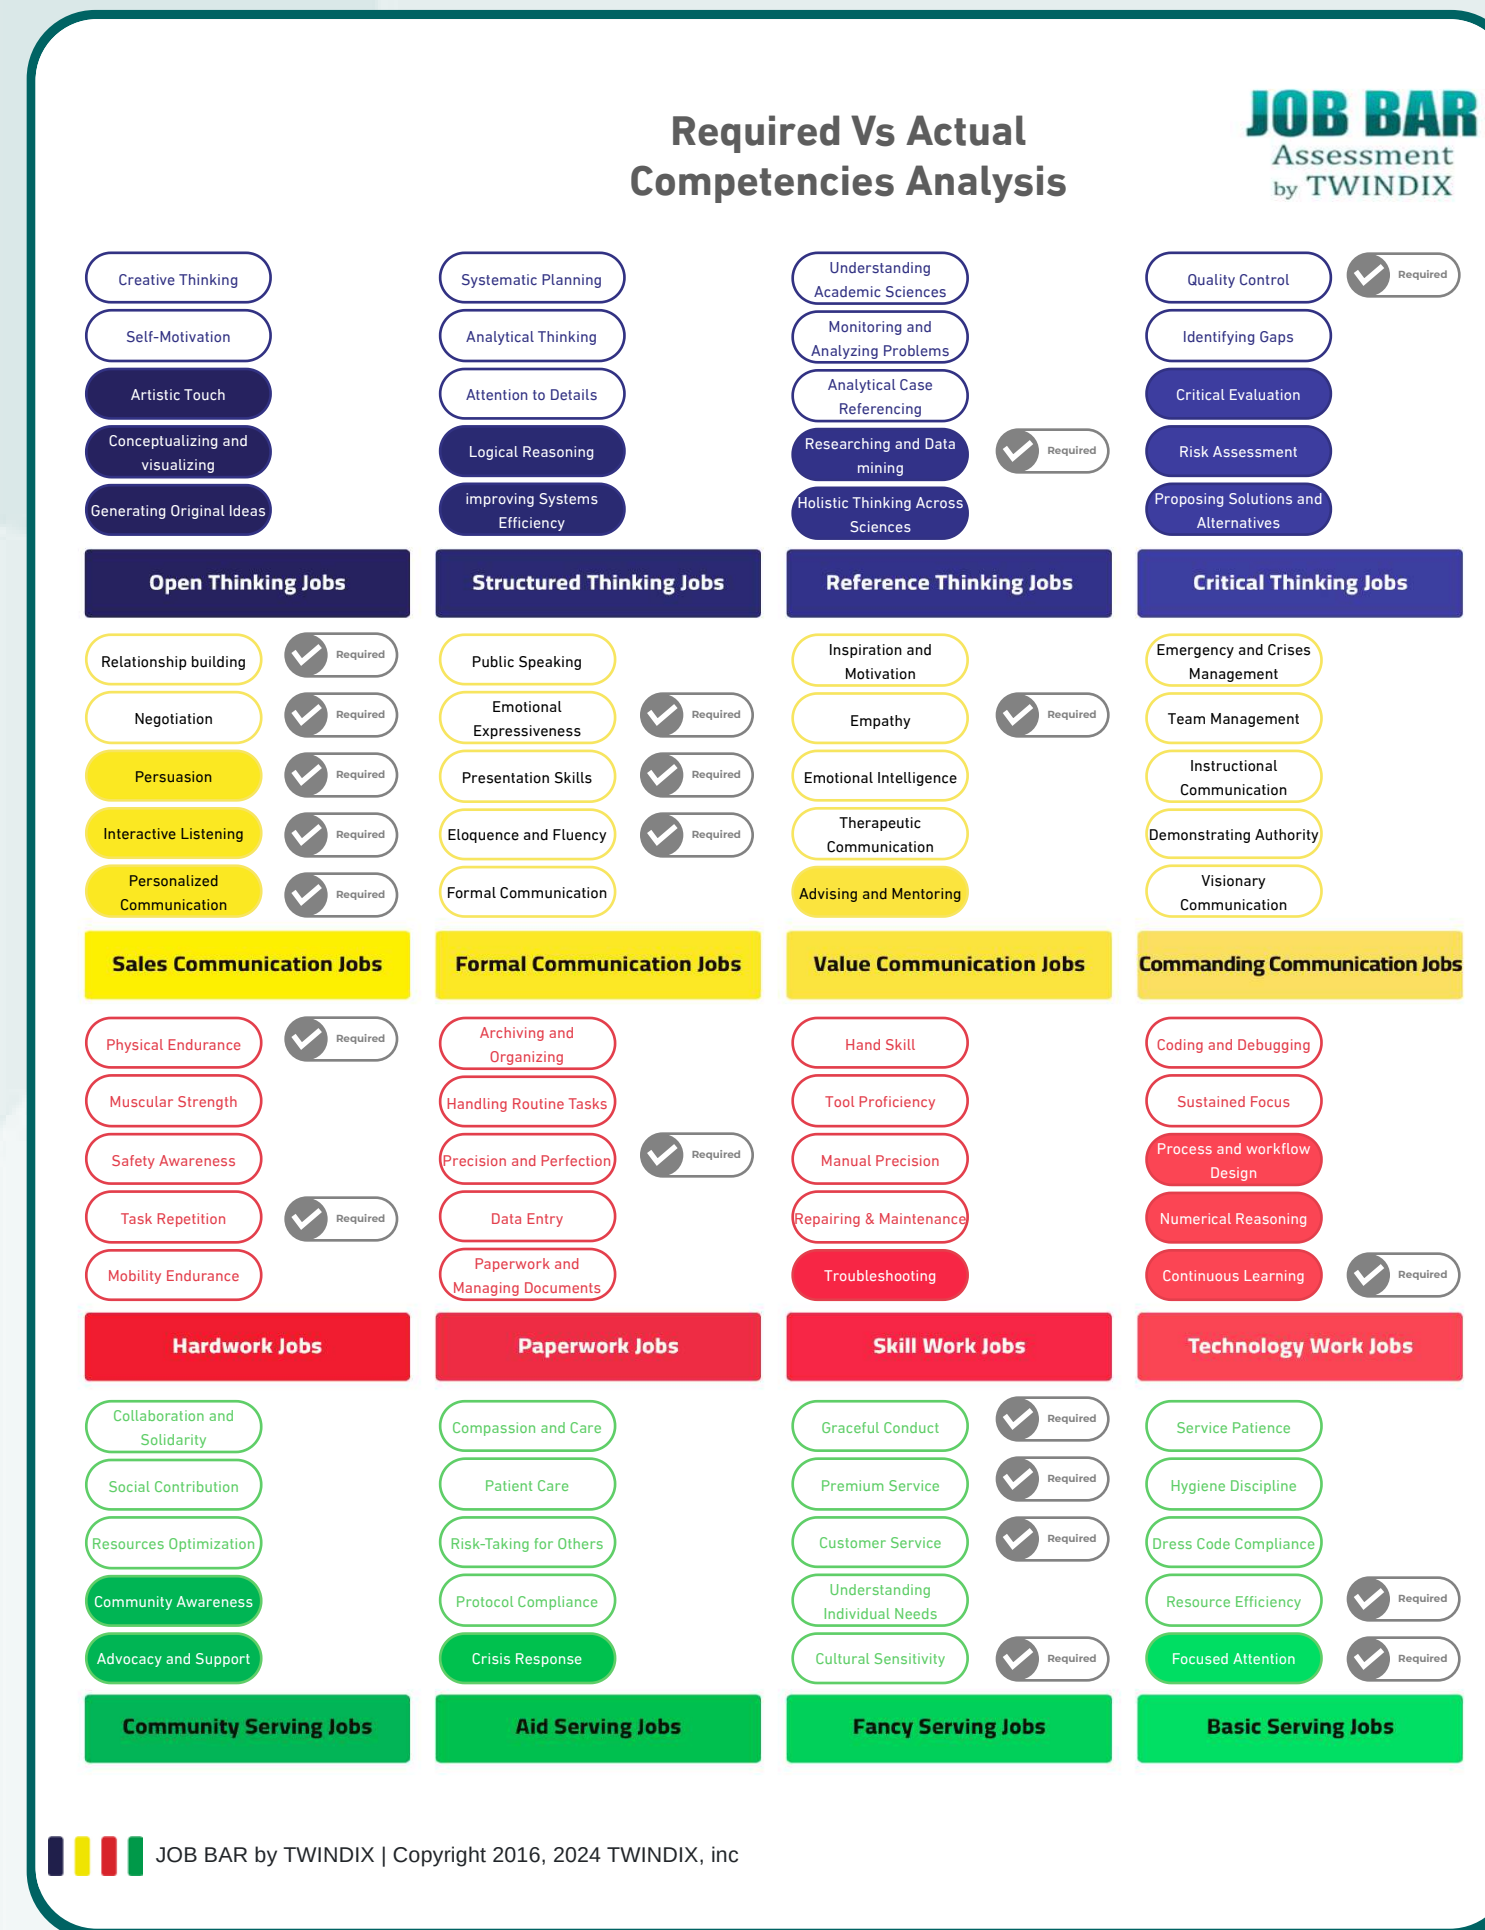 Required Vs Actual
Competencies Analysis
JOB BAR
Assessment
by TWINDIX
Creative Thinking
Self-Motivation
Artistic Touch
Conceptualizing and
visualizing
Generating Original Ideas
Open Thinking Jobs
Systematic Planning
Analytical Thinking
Attention to Details
Logical Reasoning
improving Systems
Efficiency
Structured Thinking Jobs
Understanding
Academic Sciences
Monitoring and
Analyzing Problems
Analytical Case
Referencing
Researching and Data
mining
Required
Holistic Thinking Across
Sciences
Reference Thinking Jobs
Quality Control
Required
Identifying Gaps
Critical Evaluation
Risk Assessment
Proposing Solutions and
Alternatives
Critical Thinking Jobs
Relationship building
Required
Negotiation
Required
Persuasion
Required
Interactive Listening
Required
Personalized
Communication
Required
Sales Communication Jobs
Public Speaking
Emotional
Expressiveness
Required
Presentation Skills
Required
Eloquence and Fluency
Required
Formal Communication
Formal Communication Jobs
Inspiration and
Motivation
Empathy
Required
Emotional Intelligence
Therapeutic
Communication
Advising and Mentoring
Value Communication Jobs
Emergency and Crises
Management
Team Management
Instructional
Communication
Demonstrating Authority
Visionary
Communication
Commanding Communication Jobs
Physical Endurance
Required
Muscular Strength
Safety Awareness
Task Repetition
Required
Mobility Endurance
Hardwork Jobs
Archiving and
Organizing
Handling Routine Tasks
Precision and Perfection
Required
Data Entry
Paperwork and
Managing Documents
Paperwork Jobs
Hand Skill
Tool Proficiency
Manual Precision
Repairing & Maintenance
Troubleshooting
Skill Work Jobs
Coding and Debugging
Sustained Focus
Process and workflow
Design
Numerical Reasoning
Continuous Learning
Required
Technology Work Jobs
Collaboration and
Solidarity
Social Contribution
Resources Optimization
Community Awareness
Advocacy and Support
Community Serving Jobs
Compassion and Care
Patient Care
Risk-Taking for Others
Protocol Compliance
Crisis Response
Aid Serving Jobs
Graceful Conduct
Required
Premium Service
Required
Customer Service
Required
Understanding
Individual Needs
Cultural Sensitivity
Required
Fancy Serving Jobs
Service Patience
Hygiene Discipline
Dress Code Compliance
Resource Efficiency
Required
Focused Attention
Required
Basic Serving Jobs
JOB BAR by TWINDIX | Copyright 2016, 2024 TWINDIX, inc